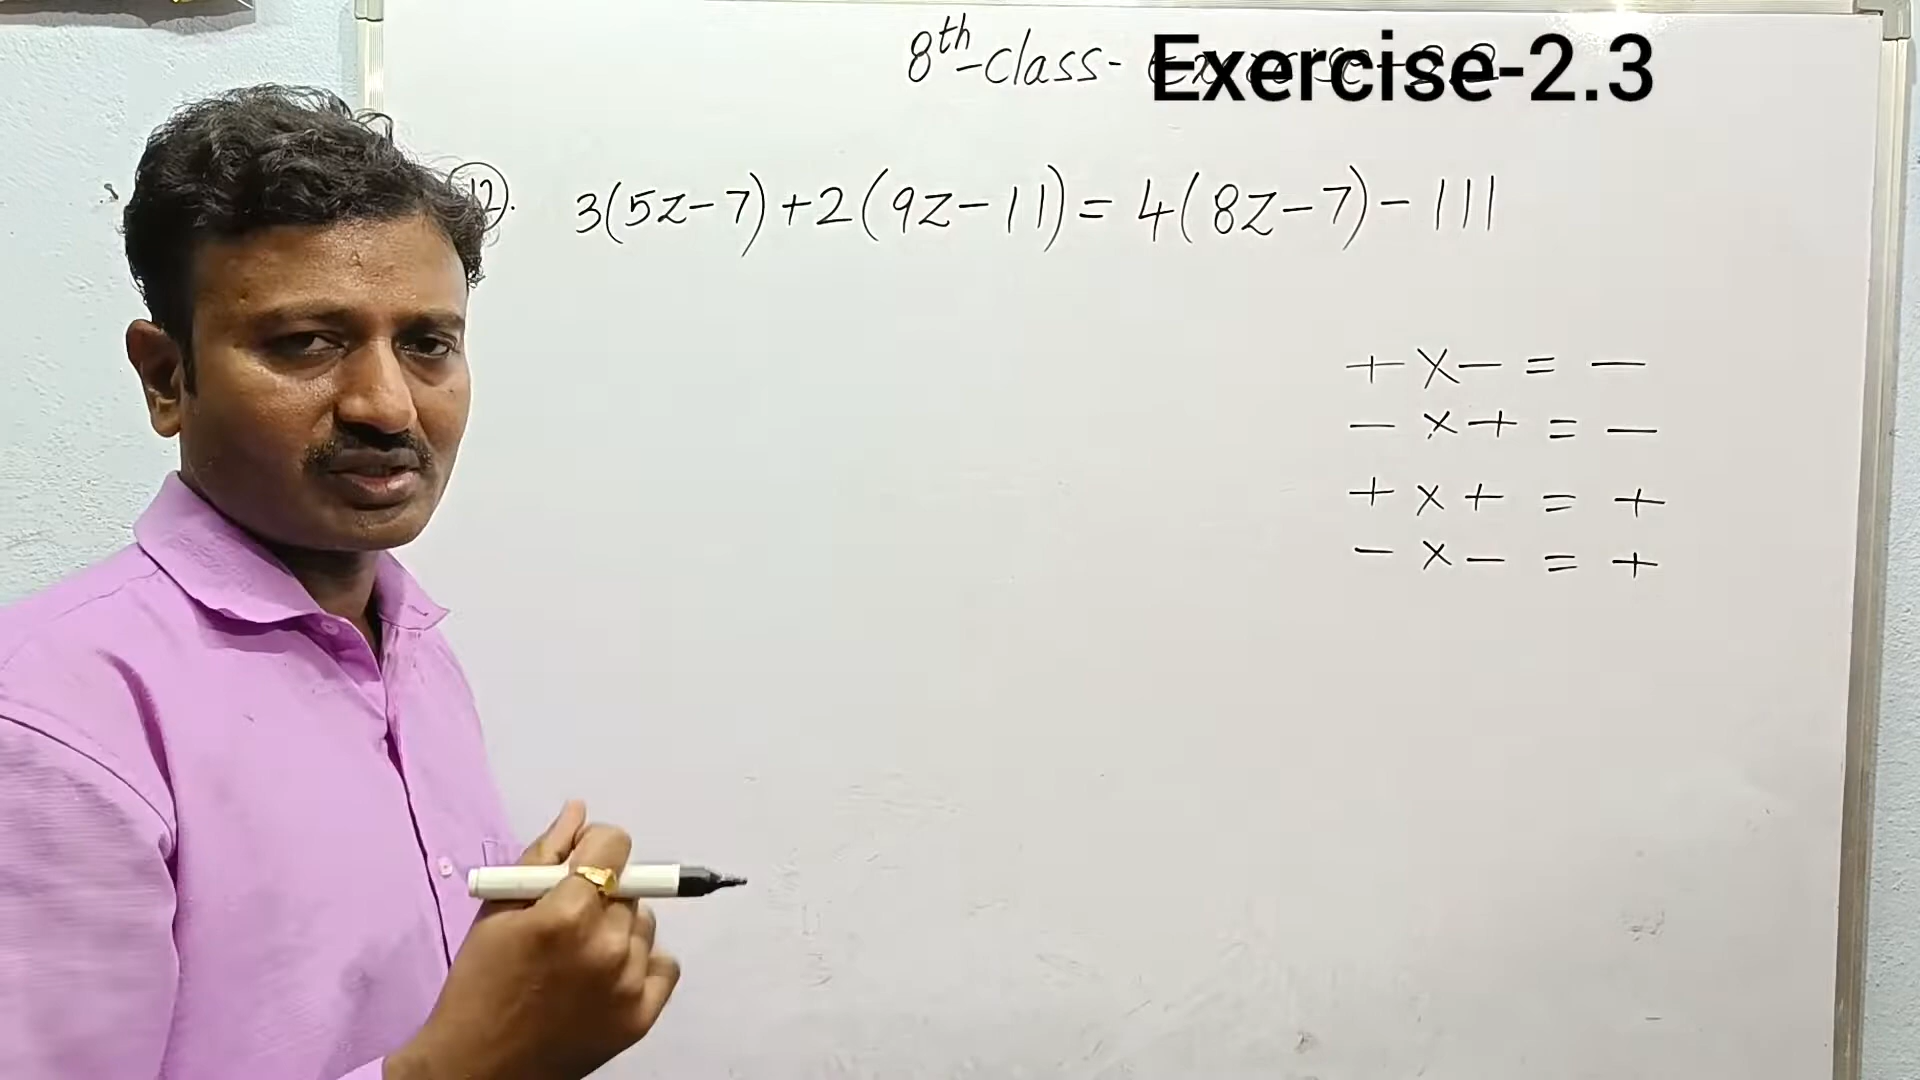 8th-class- Exercise-2.3
12. 3(5z-7)+2(9z-11)= 4(8z-7)-111
+ x - = -
- x + = -
+ x + = +
- x - = +